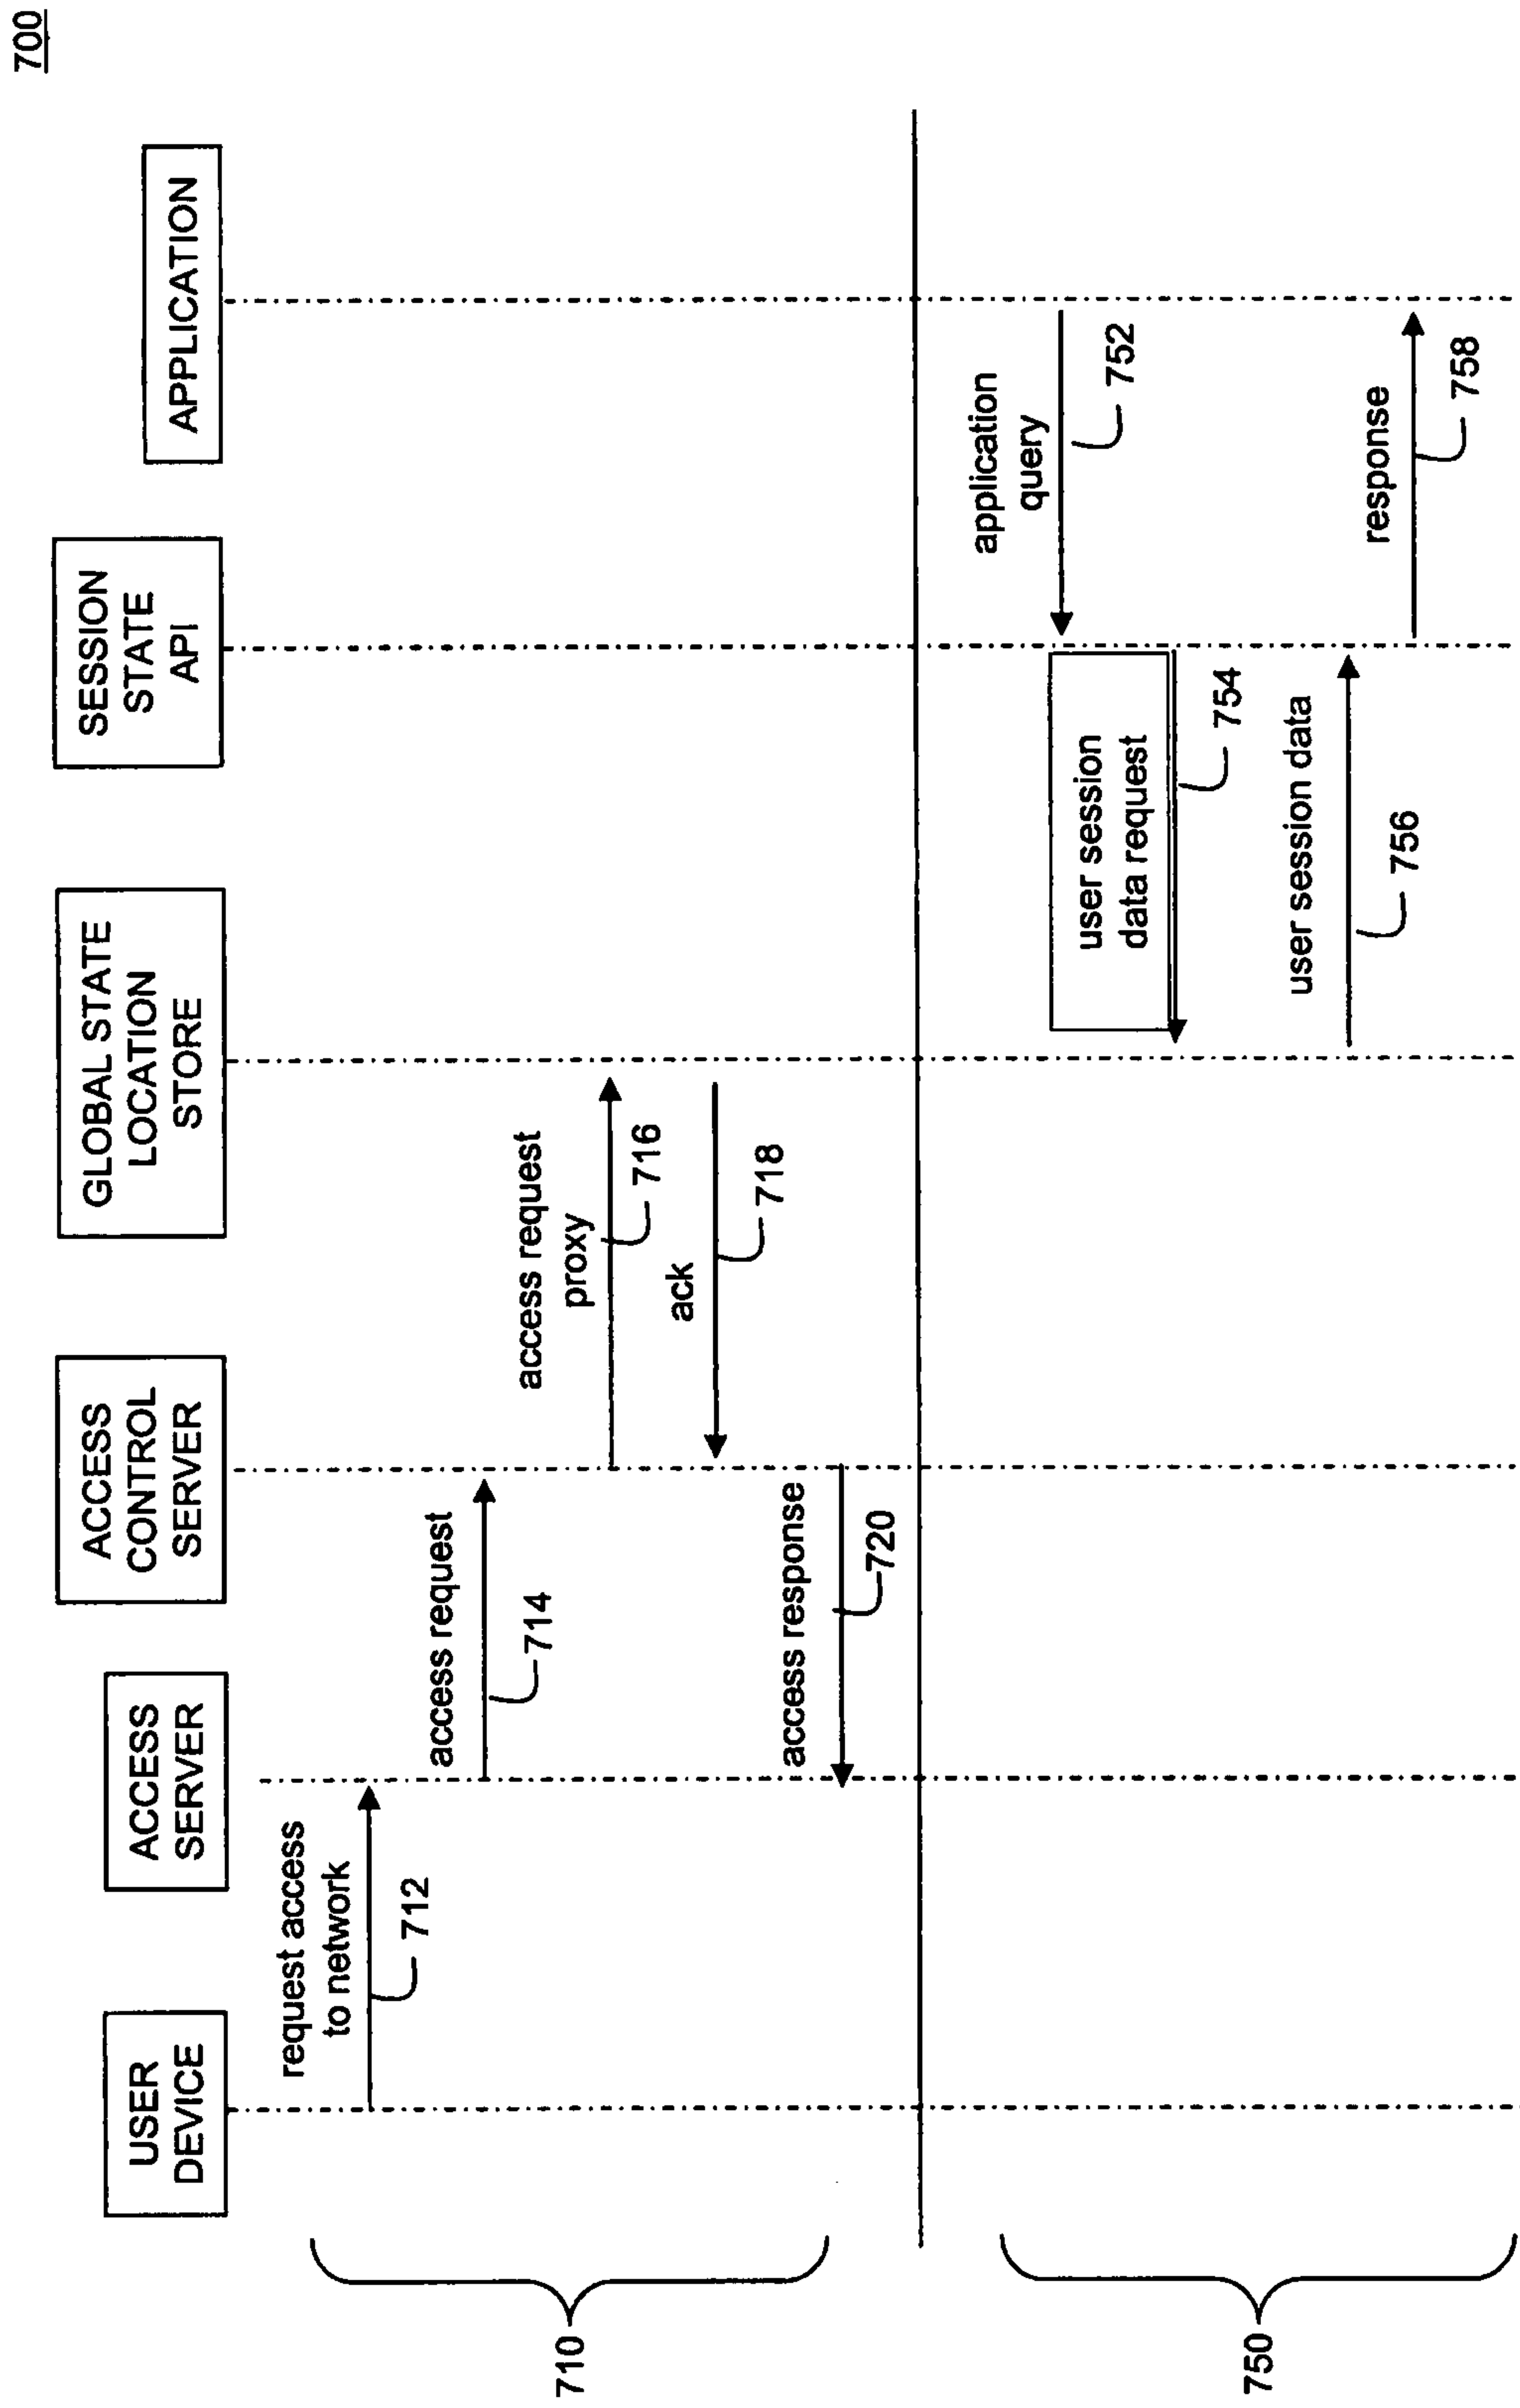 700
USER
DEVICE
ACCESS
SERVER
ACCESS
CONTROL
SERVER
GLOBAL STATE
LOCATION
STORE
SESSION
STATE
API
APPLICATION
710
request access
to network
712
access request
714
access request
proxy
716
ack
718
access response
720
750
application
query
752
user session
data request
754
user session data
756
response
758